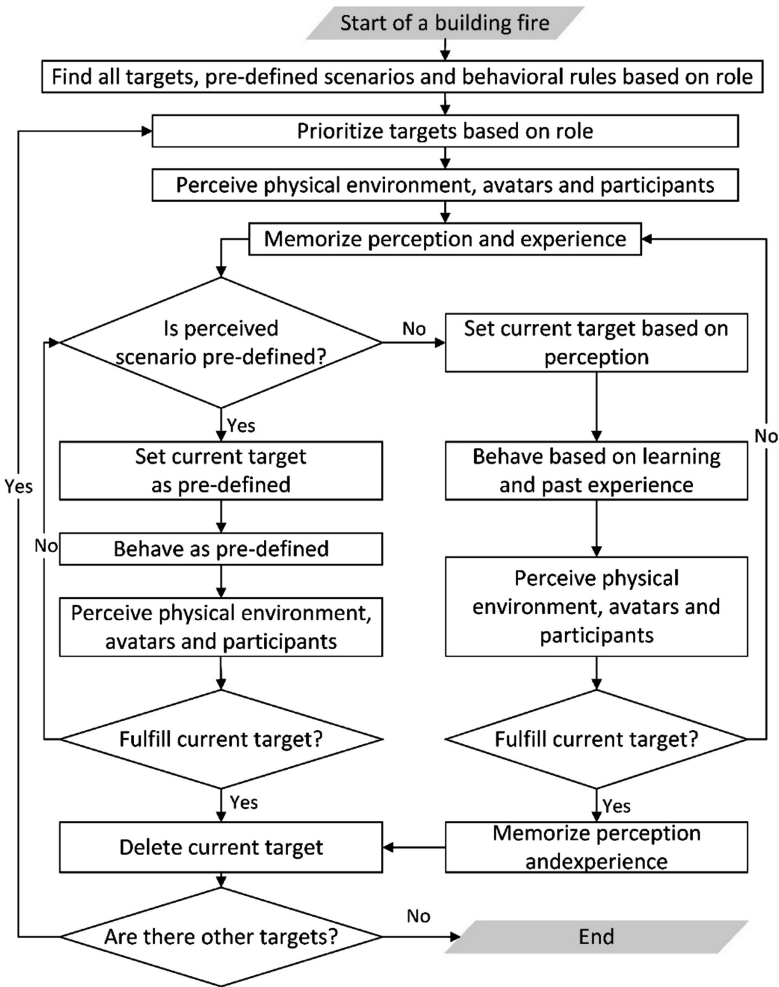 Start of a building fire
Find all targets, pre-defined scenarios and behavioral rules based on role
Prioritize targets based on role
Perceive physical environment, avatars and participants
Memorize perception and experience
Is perceived
scenario pre-defined?
No
Set current target based on
perception
Yes
Set current target
as pre-defined
Behave based on learning
and past experience
No
Yes
No
Behave as pre-defined
Perceive physical environment,
avatars and participants
Perceive physical
environment, avatars and
participants
Fulfill current target?
Fulfill current target?
Yes
Yes
Delete current target
Memorize perception
andexperience
Are there other targets?
No
End